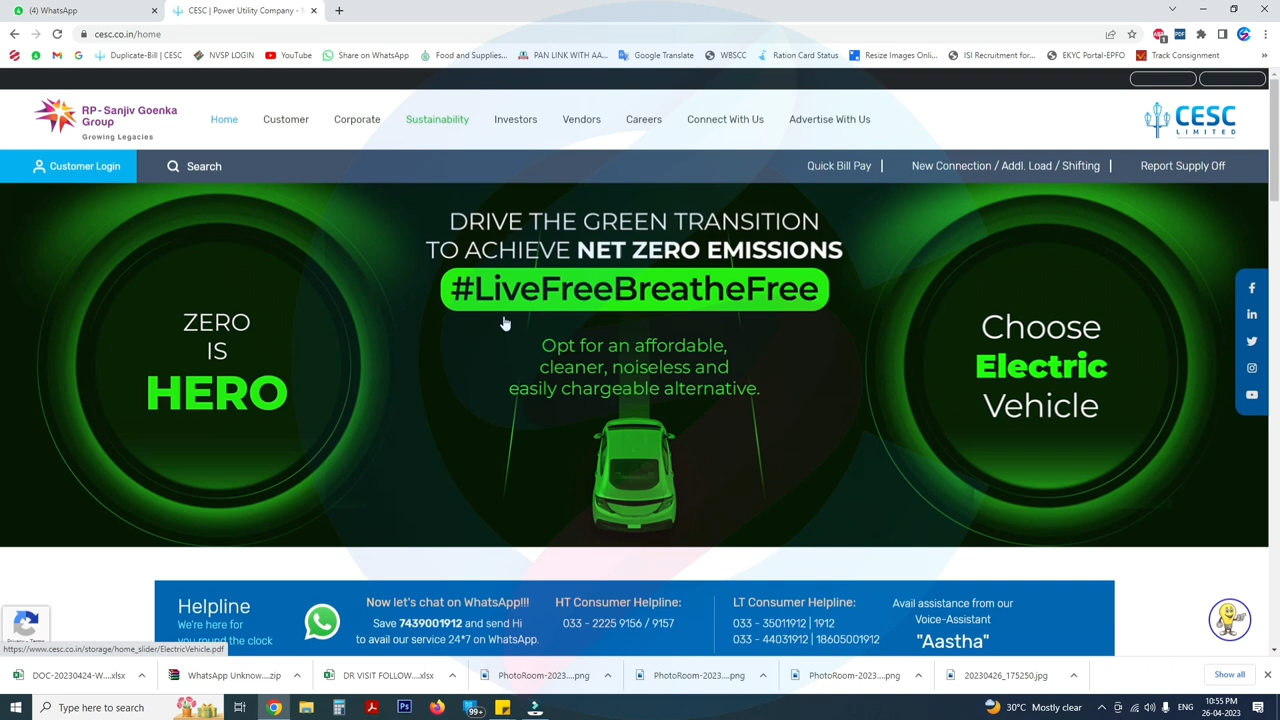 (4) WhatsApp
CESC | Power Utility Company -
cesc.co.in/home
Duplicate-Bill | CESC
NVSP LOGIN
YouTube
Share on WhatsApp
Food and Supplies...
PAN LINK WITH AA...
Google Translate
WBSCC
Ration Card Status
Resize Images Onli...
ISI Recruitment for...
EKYC Portal-EPFO
Track Consignment
»
RP - Sanjiv Goenka
Group
Growing Legacies
Home
Customer
Corporate
Sustainability
Investors
Vendors
Careers
Connect With Us
Advertise With Us
CESC
LIMITED
Customer Login
Search
Quick Bill Pay |
New Connection / Addl. Load / Shifting |
Report Supply Off
DRIVE THE GREEN TRANSITION
TO ACHIEVE NET ZERO EMISSIONS
#LiveFreeBreatheFree
Opt for an affordable,
cleaner, noiseless and
easily chargeable alternative.
ZERO
IS
HERO
Choose
Electric
Vehicle
Helpline
We're here for
you round the clock
Now let's chat on WhatsApp!!!
Save 7439001912 and send Hi
to avail our service 24*7 on WhatsApp.
HT Consumer Helpline:
033 - 2225 9156 / 9157
LT Consumer Helpline:
033 - 35011912 | 1912
033 - 44031912 | 18605001912
Avail assistance from our
Voice-Assistant
"Aastha"
https://www.cesc.co.in/storage/home_slider/ElectricVehicle.pdf
DOC-20230424-W....xlsx
WhatsApp Unknow....zip
DR VISIT FOLLOW....xlsx
PhotoRoom-2023....png
PhotoRoom-2023....png
PhotoRoom-2023....png
20230426_175250.jpg
Show all
Type here to search
99+
30°C Mostly clear
ENG
10:55 PM
26-04-2023